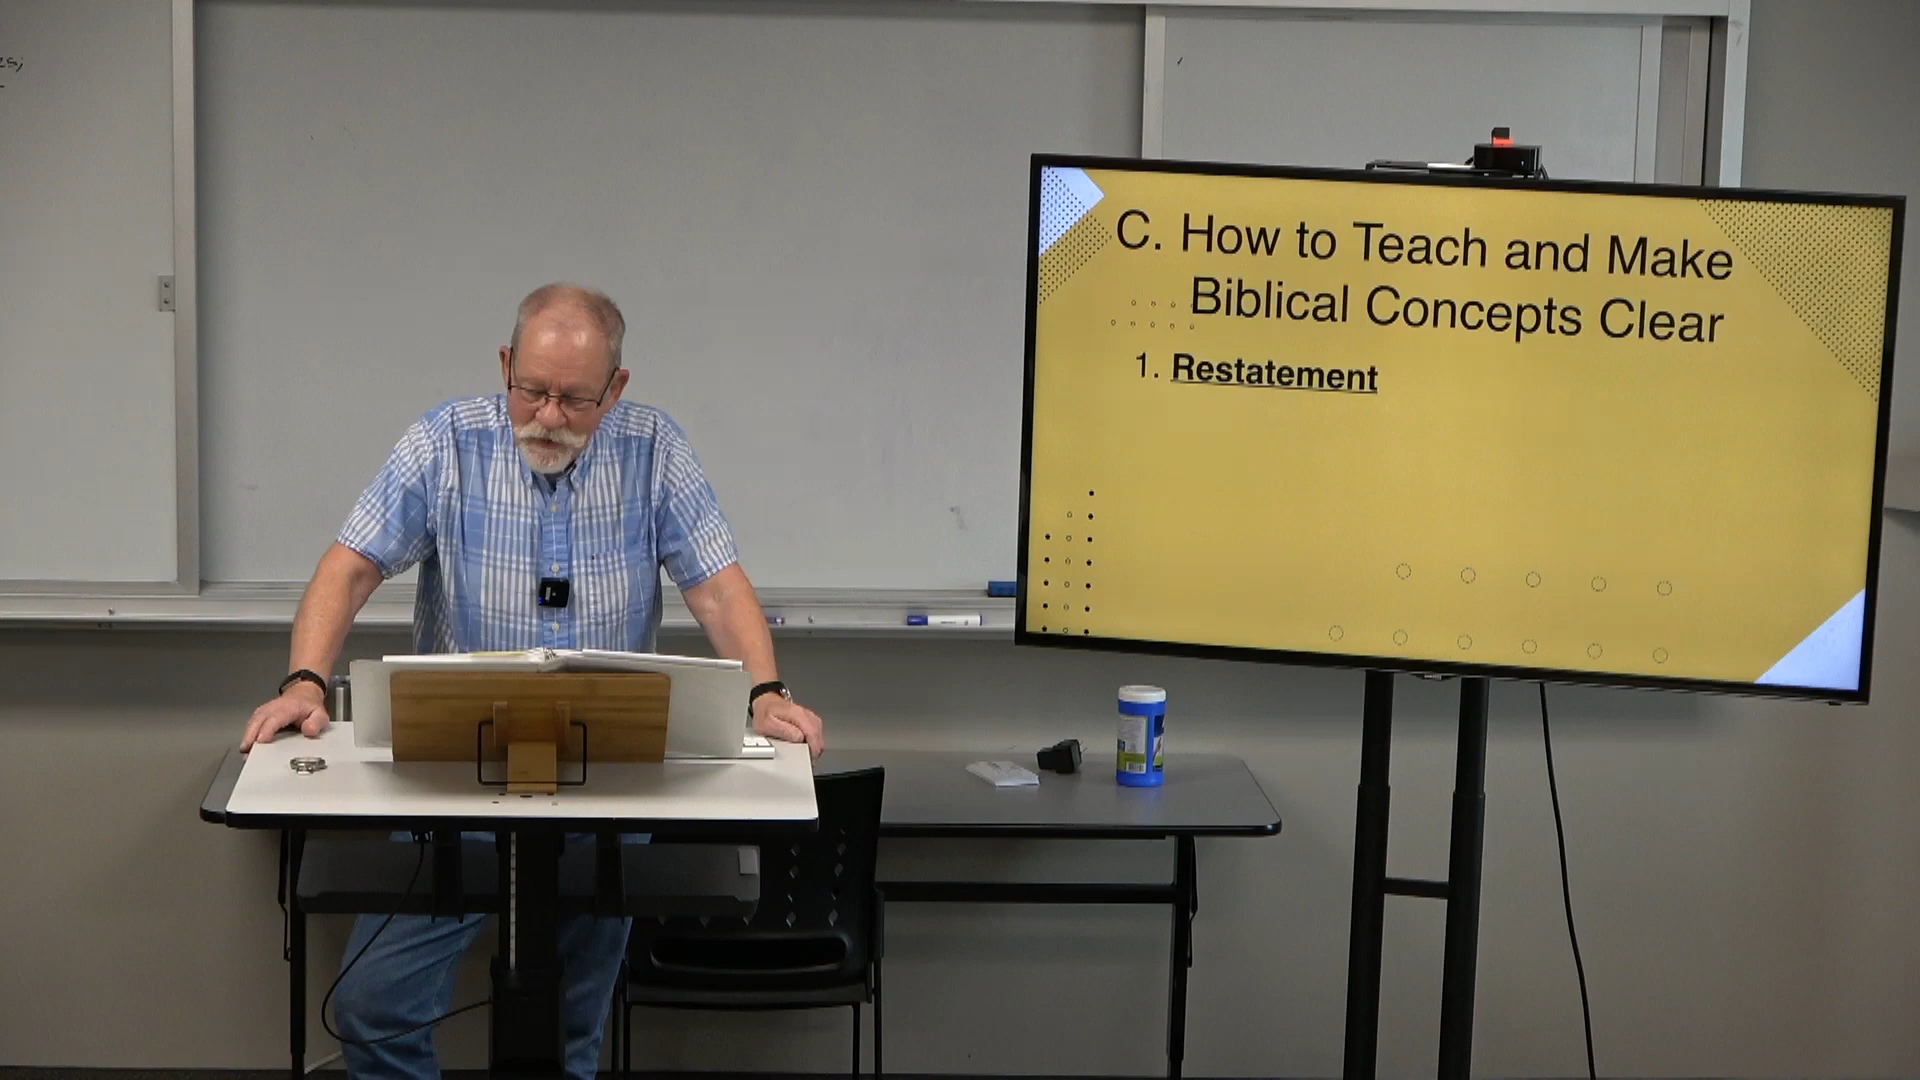 C. How to Teach and Make
Biblical Concepts Clear
1. Restatement